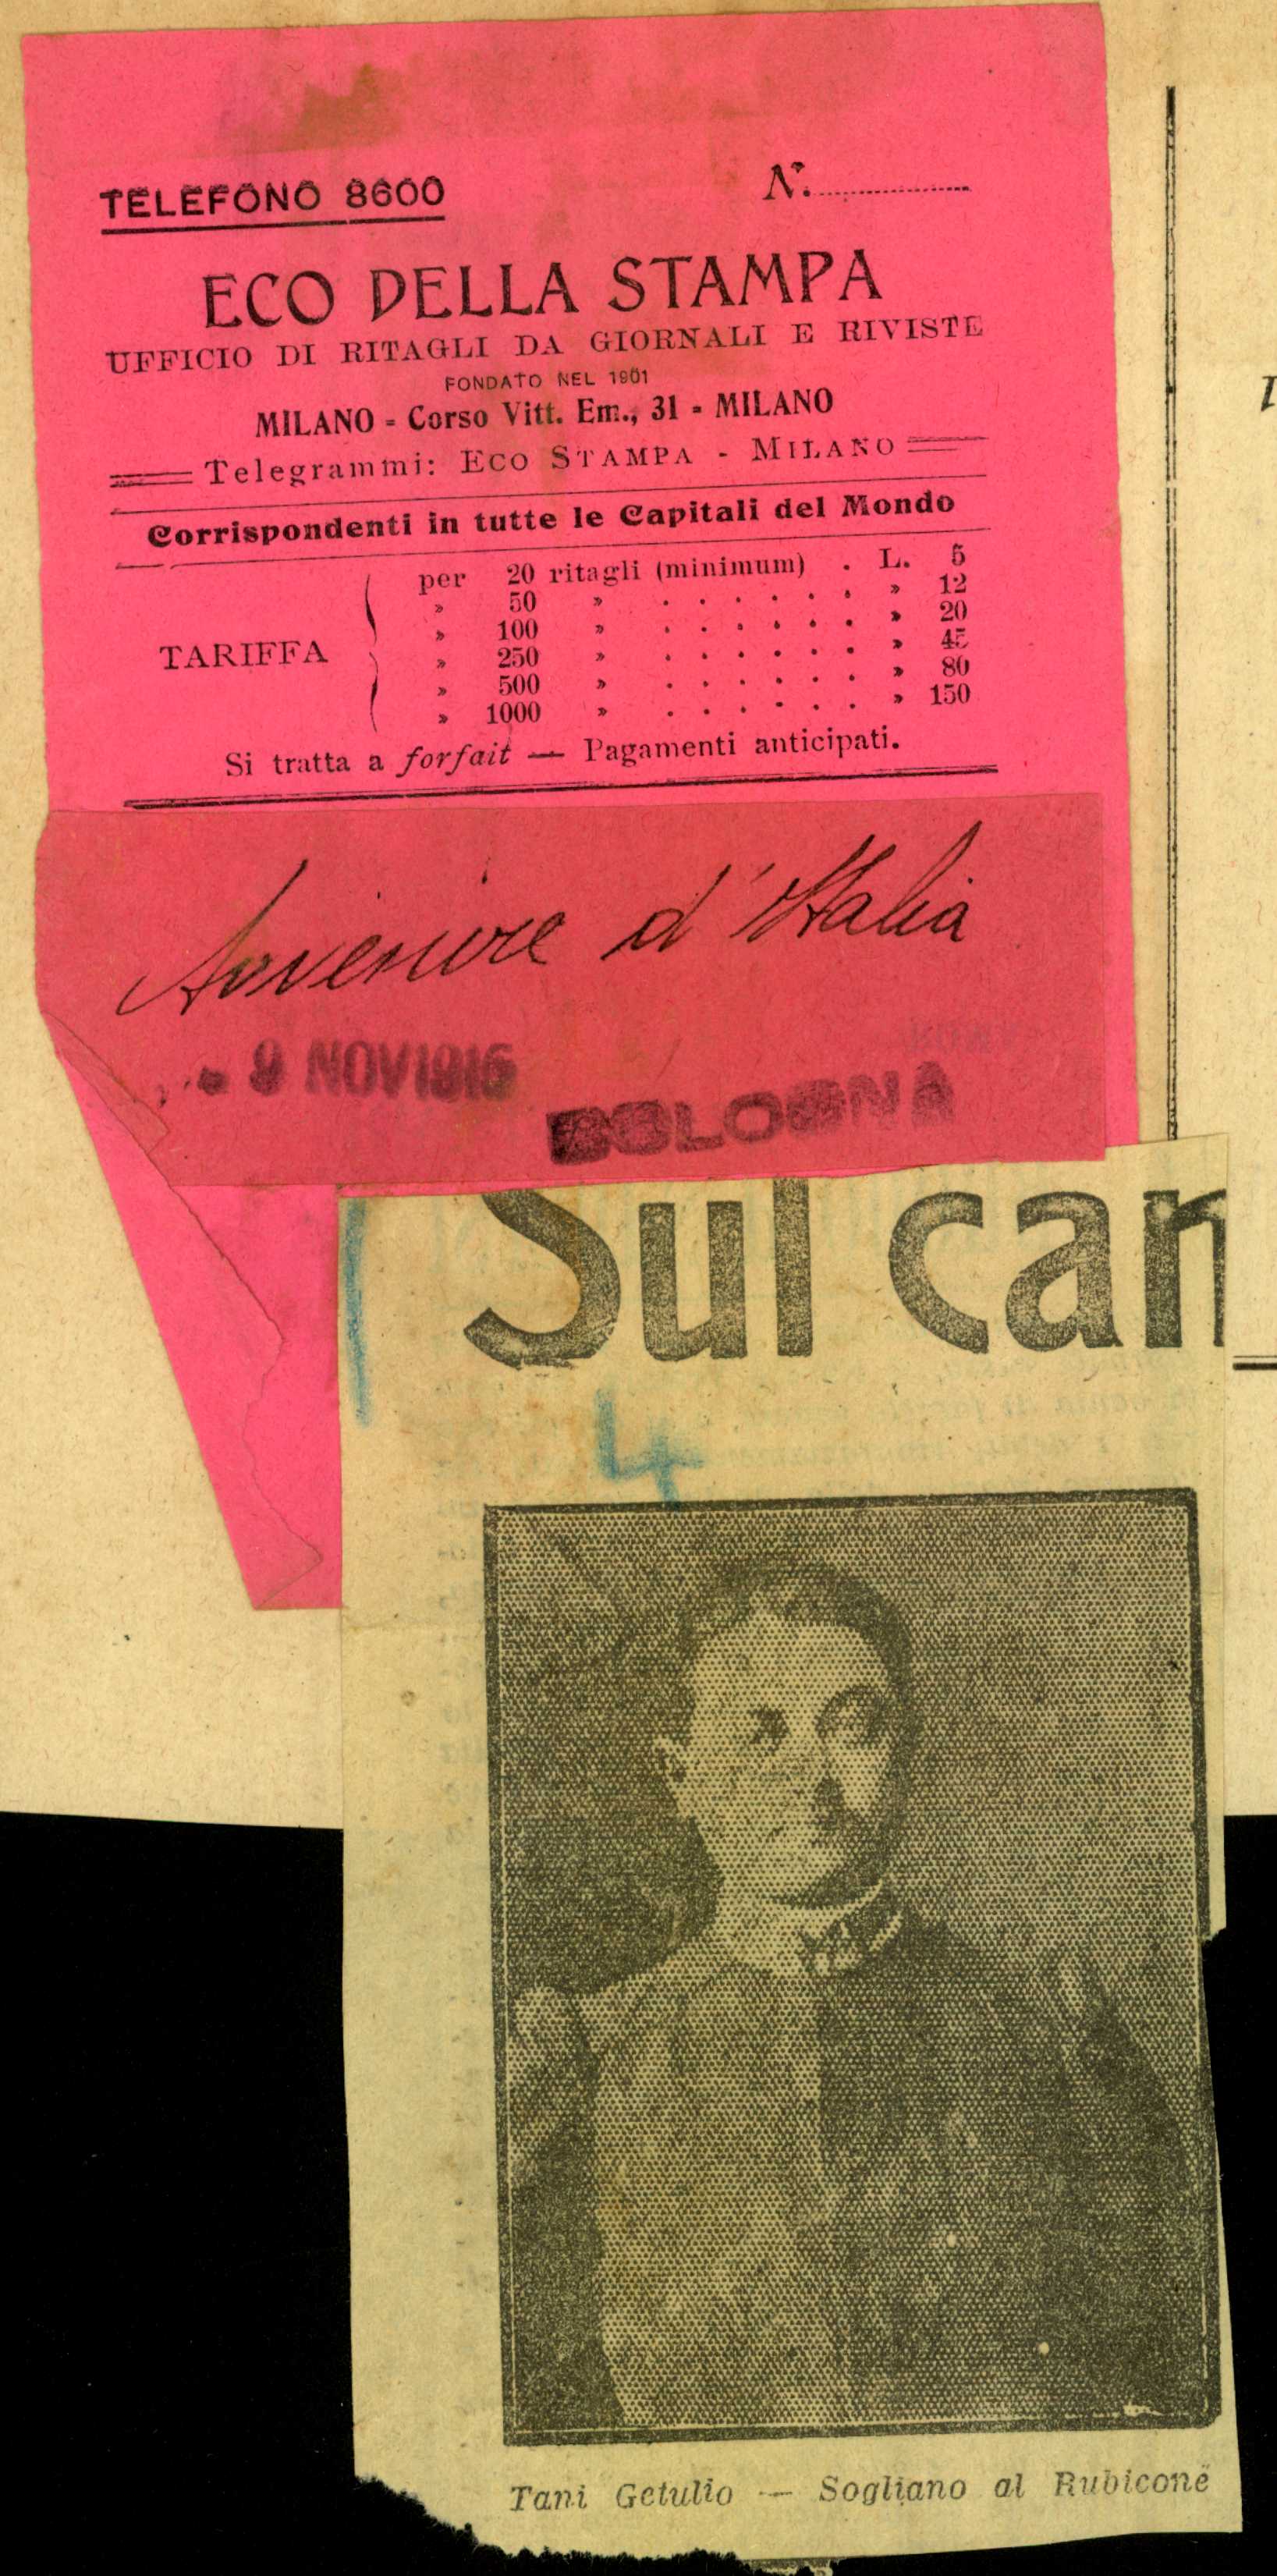 TELEFONO 8600
N.
ECO DELLA STAMPA
UFFICIO DI RITAGLI DA GIORNALI E RIVISTE
FONDATO NEL 1901
MILANO - Corso Vitt. Em., 31 - MILANO
Telegrammi: ECO STAMPA - MILANO
Corrispondenti in tutte le Capitali del Mondo
TARIFFA
per 20 ritagli (minimum) . L. 5
» 50 » . . . . . . » 12
» 100 » . . . . . . » 20
» 250 » . . . . . . » 45
» 500 » . . . . . . » 80
» 1000 » . . . . . . » 150
Si tratta a forfait — Pagamenti anticipati.
Avvenire d'Italia
- 9 NOV 1916
BOLOGNA
Sul can
4
Tani Getulio — Sogliano al Rubicone